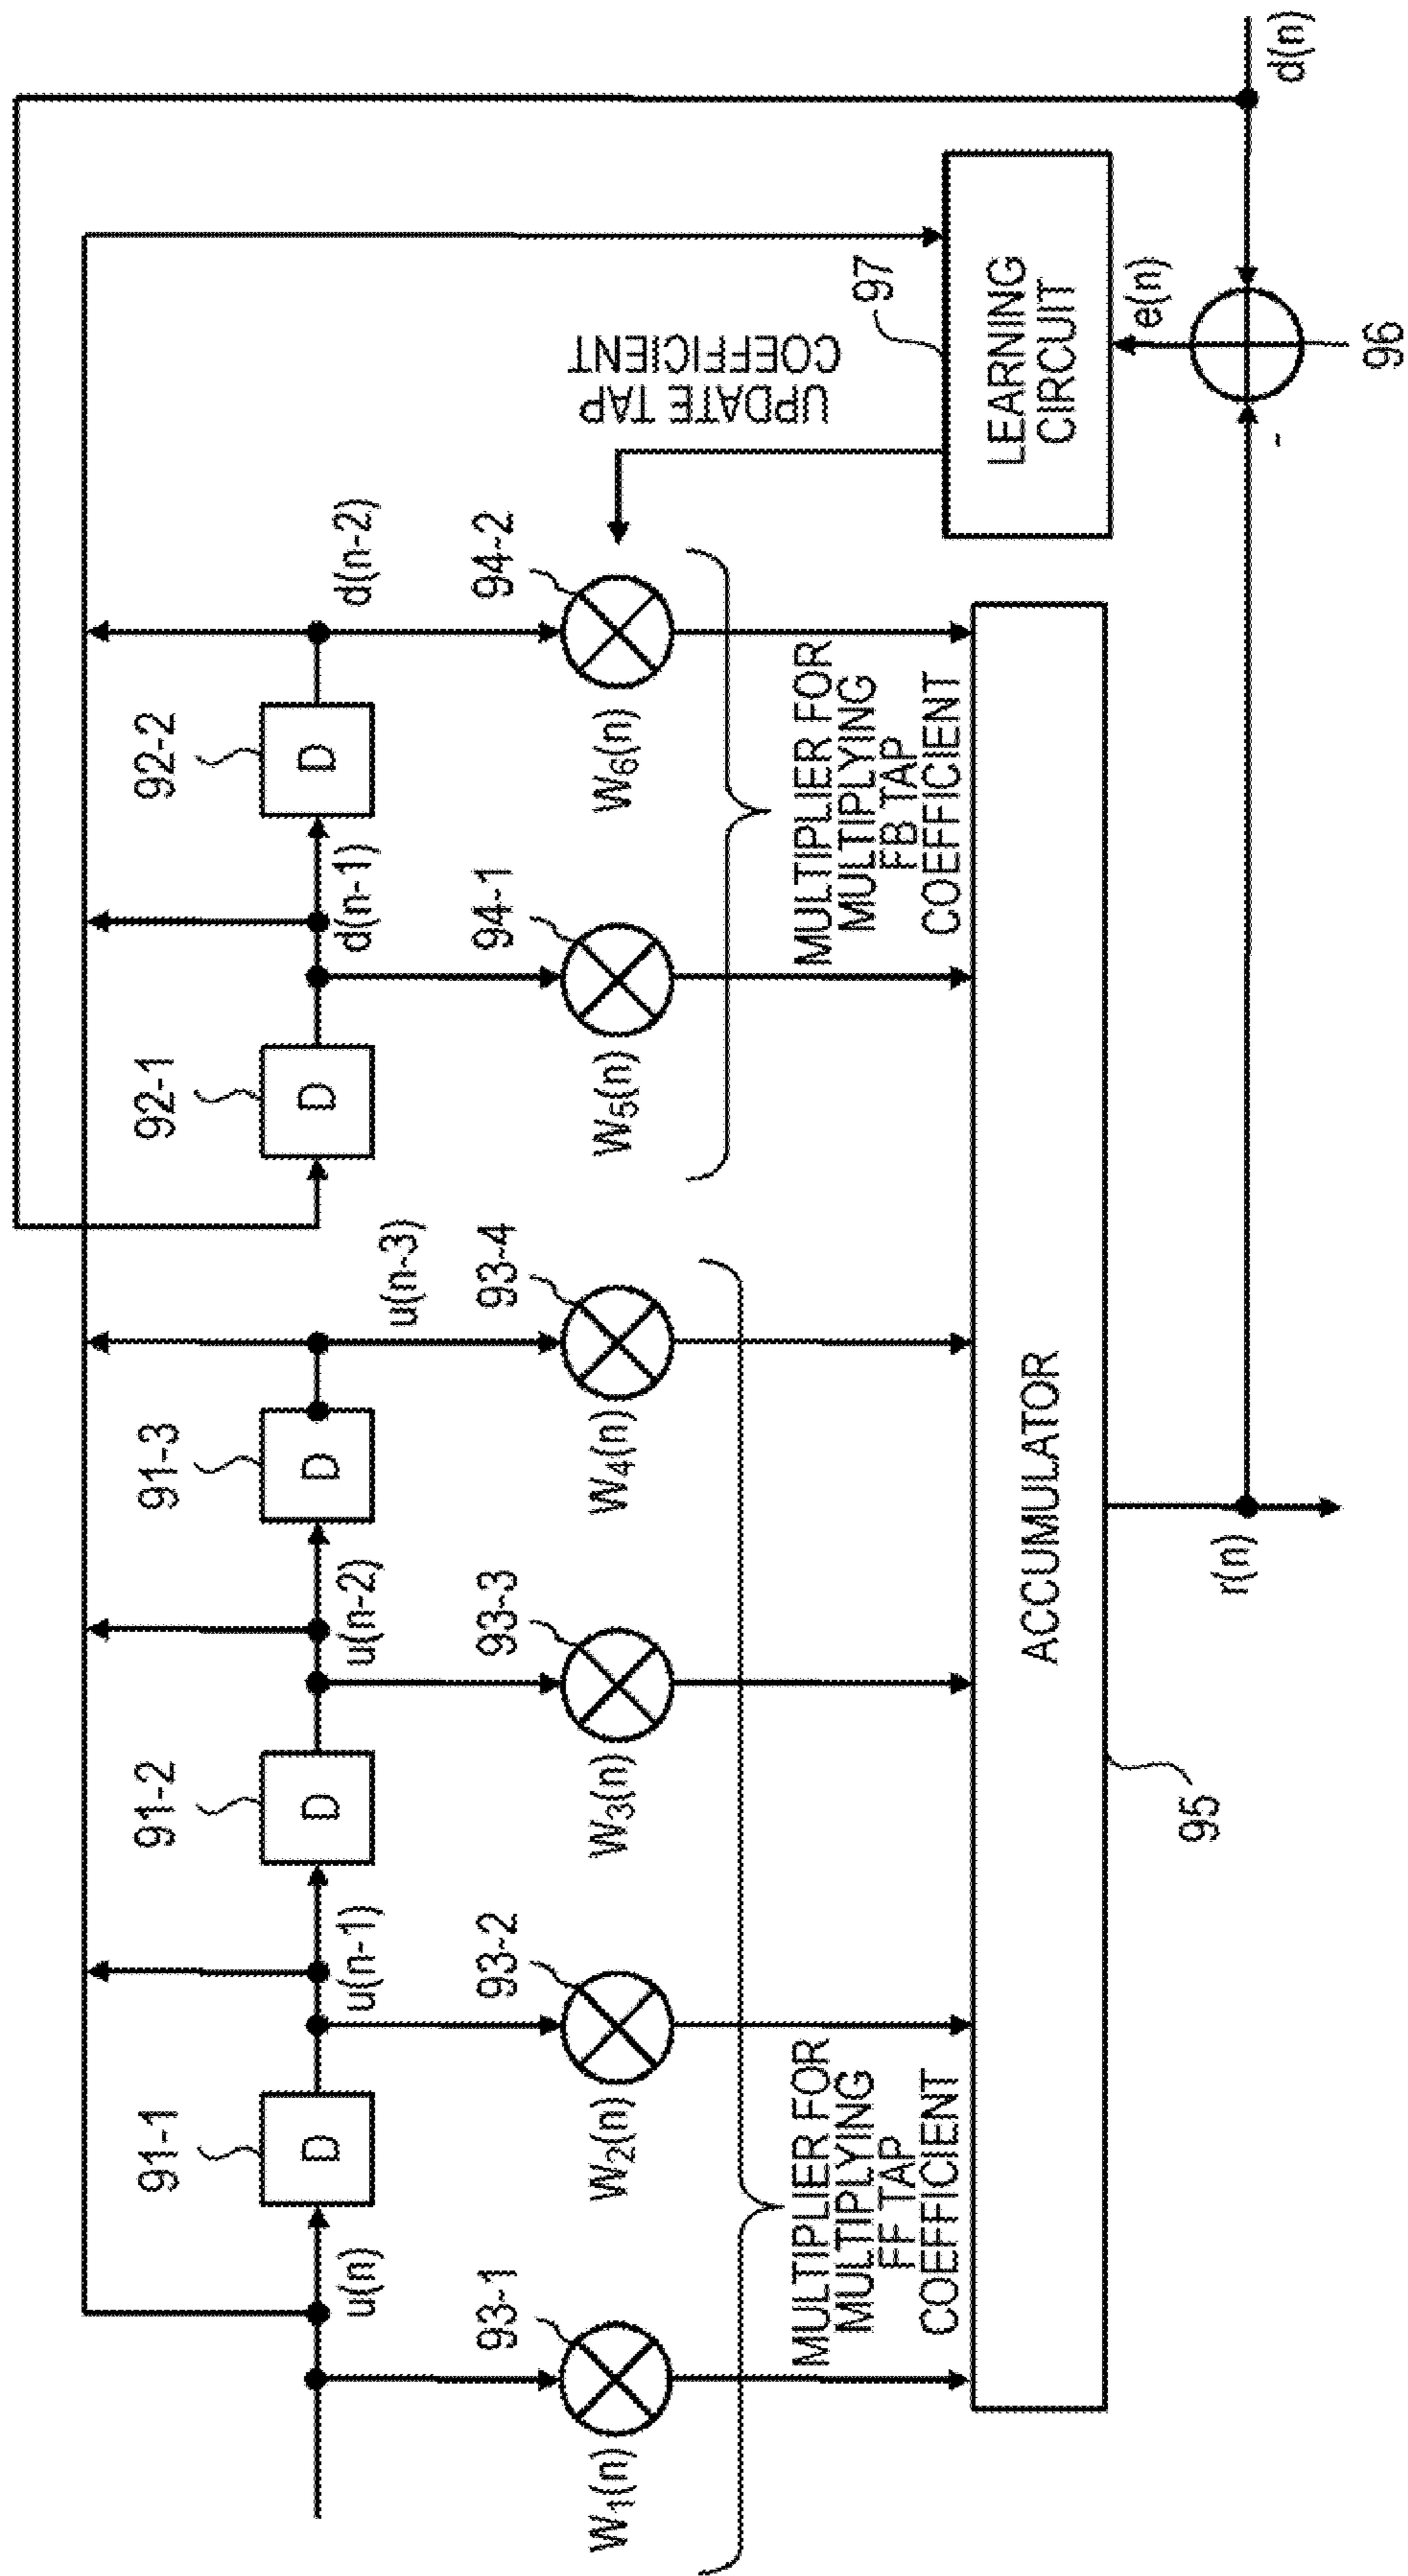 91-1
91-2
91-3
92-1
92-2
u(n)
u(n-1)
u(n-2)
u(n-3)
d(n-1)
d(n-2)
D
D
D
D
D
93-1
93-2
93-3
93-4
94-1
94-2
W1(n)
W2(n)
W3(n)
W4(n)
W5(n)
W6(n)
UPDATE TAP
COEFFICIENT
97
MULTIPLIER FOR
MULTIPLYING
FF TAP
COEFFICIENT
MULTIPLIER FOR
MULTIPLYING
FB TAP
COEFFICIENT
LEARNING
CIRCUIT
ACCUMULATOR
e(n)
95
r(n)
-
96
d(n)